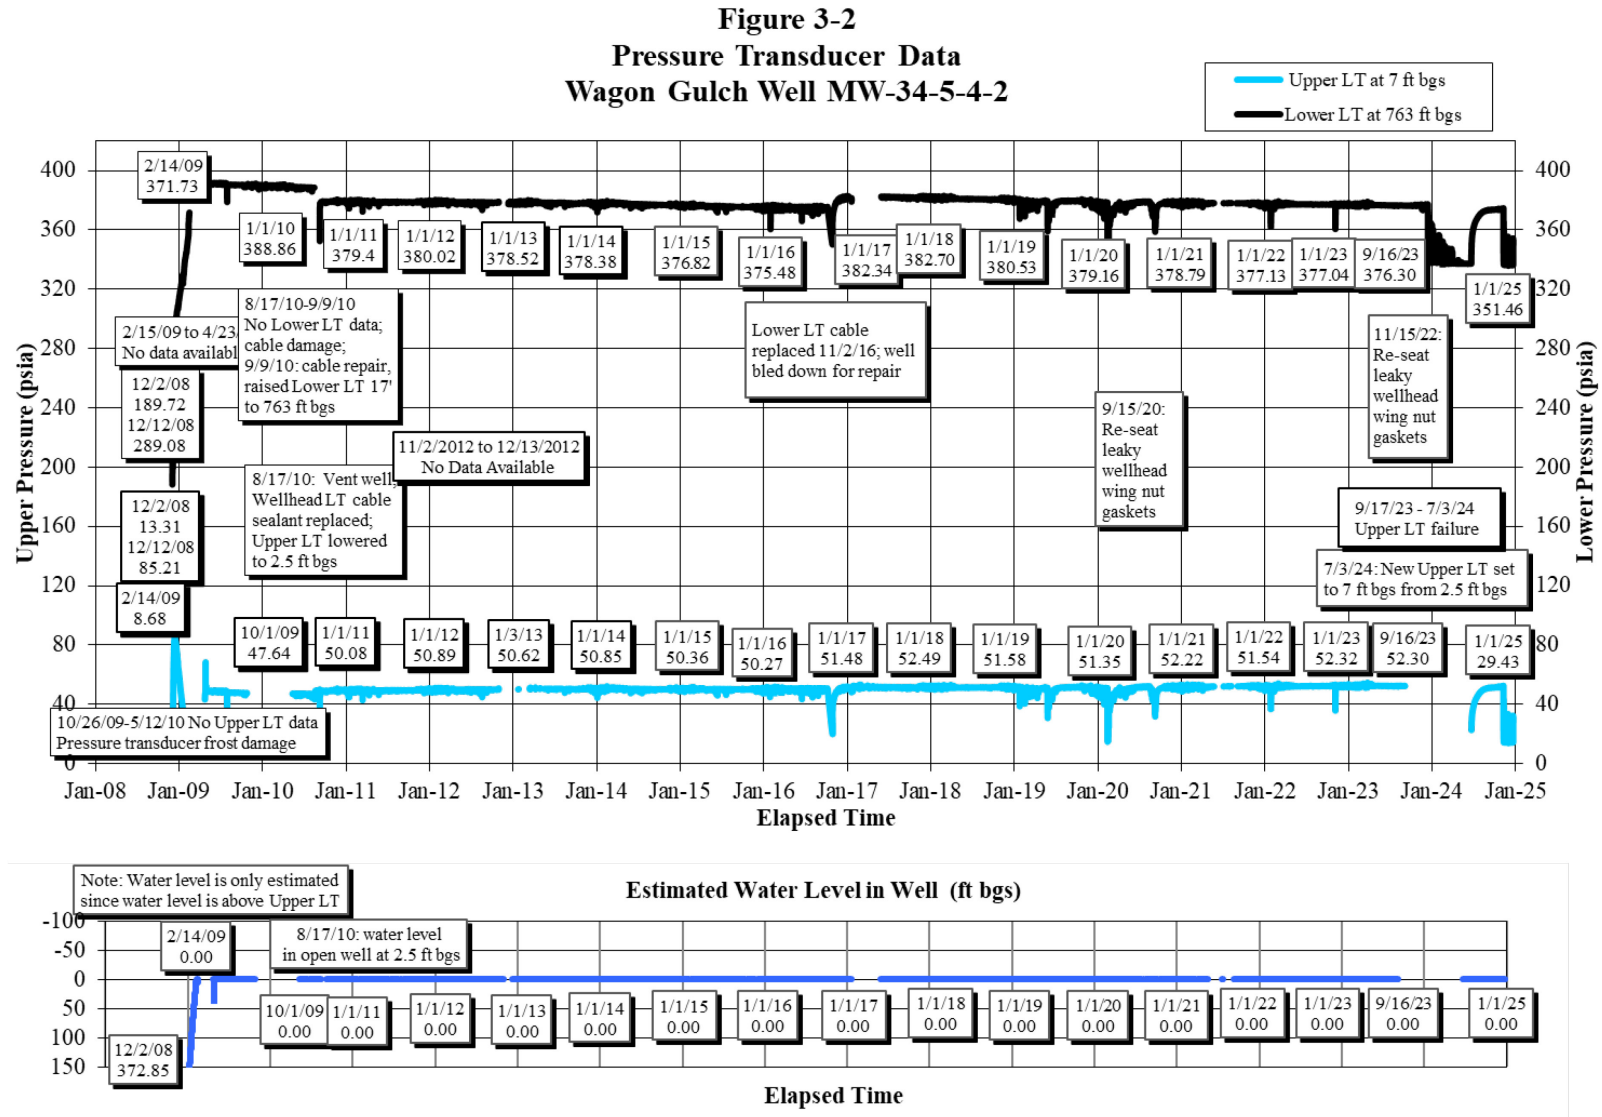 Figure 3-2
Pressure Transducer Data
Wagon Gulch Well MW-34-5-4-2
Upper LT at 7 ft bgs
Lower LT at 763 ft bgs
Upper Pressure (psia)
400
360
320
280
240
200
160
120
80
40
0
2/14/09
371.73
1/1/10
388.86
1/1/11
379.4
1/1/12
380.02
1/1/13
378.52
1/1/14
378.38
1/1/15
376.82
1/1/16
375.48
1/1/17
382.34
1/1/18
382.70
1/1/19
380.53
1/1/20
379.16
1/1/21
378.79
1/1/22
377.13
1/1/23
377.04
9/16/23
376.30
1/1/25
351.46
2/15/09 to 4/23/
No data availabl
8/17/10-9/9/10
No Lower LT data;
cable damage;
9/9/10: cable repair,
raised Lower LT 17'
to 763 ft bgs
Lower LT cable
replaced 11/2/16; well
bled down for repair
11/15/22:
Re-seat
leaky
wellhead
wing nut
gaskets
12/2/08
189.72
12/12/08
289.08
9/15/20:
Re-seat
leaky
wellhead
wing nut
gaskets
11/2/2012 to 12/13/2012
No Data Available
8/17/10: Vent well,
Wellhead LT cable
sealant replaced;
Upper LT lowered
to 2.5 ft bgs
12/2/08
13.31
12/12/08
85.21
9/17/23 - 7/3/24
Upper LT failure
7/3/24: New Upper LT set
to 7 ft bgs from 2.5 ft bgs
2/14/09
8.68
10/1/09
47.64
1/1/11
50.08
1/1/12
50.89
1/3/13
50.62
1/1/14
50.85
1/1/15
50.36
1/1/16
50.27
1/1/17
51.48
1/1/18
52.49
1/1/19
51.58
1/1/20
51.35
1/1/21
52.22
1/1/22
51.54
1/1/23
52.32
9/16/23
52.30
1/1/25
29.43
10/26/09-5/12/10 No Upper LT data
Pressure transducer frost damage
400
360
320
280
240
200
160
120
80
40
0
Lower Pressure (psia)
Jan-08 Jan-09 Jan-10 Jan-11 Jan-12 Jan-13 Jan-14 Jan-15 Jan-16 Jan-17 Jan-18 Jan-19 Jan-20 Jan-21 Jan-22 Jan-23 Jan-24 Jan-25
Elapsed Time
Note: Water level is only estimated
since water level is above Upper LT
Estimated Water Level in Well (ft bgs)
-100
-50
0
50
100
150
2/14/09
0.00
8/17/10: water level
in open well at 2.5 ft bgs
12/2/08
372.85
10/1/09
0.00
1/1/11
0.00
1/1/12
0.00
1/1/13
0.00
1/1/14
0.00
1/1/15
0.00
1/1/16
0.00
1/1/17
0.00
1/1/18
0.00
1/1/19
0.00
1/1/20
0.00
1/1/21
0.00
1/1/22
0.00
1/1/23
0.00
9/16/23
0.00
1/1/25
0.00
Elapsed Time